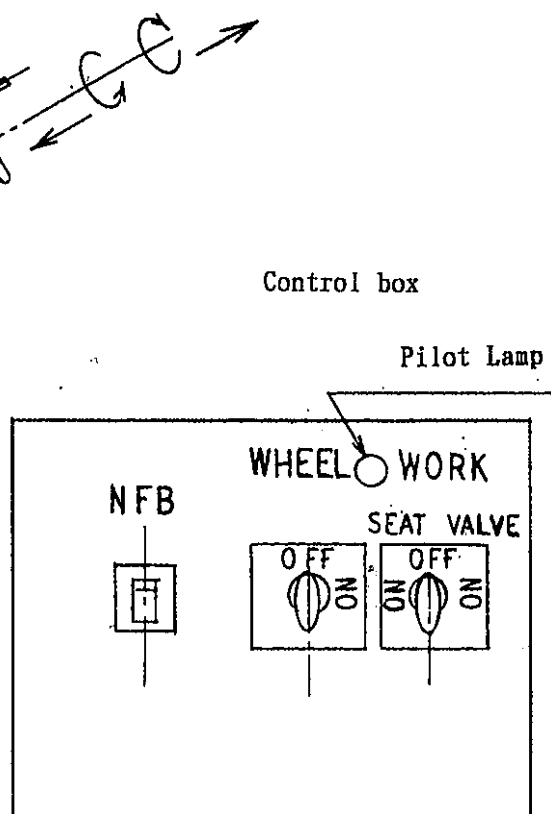 Control box
Pilot Lamp
WHEEL WORK
NFB
SEAT VALVE
OFF
ON
OFF
ON
ON